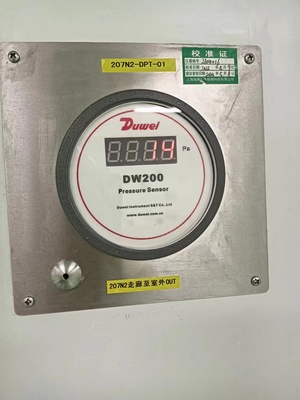 207N2-DPT-01
校准证
Duwei
14 Pa
DW200
Pressure Sensor
Duwei Instrument S&T Co.,Ltd
www.duwei.com.cn
207N2走廊至室外OUT